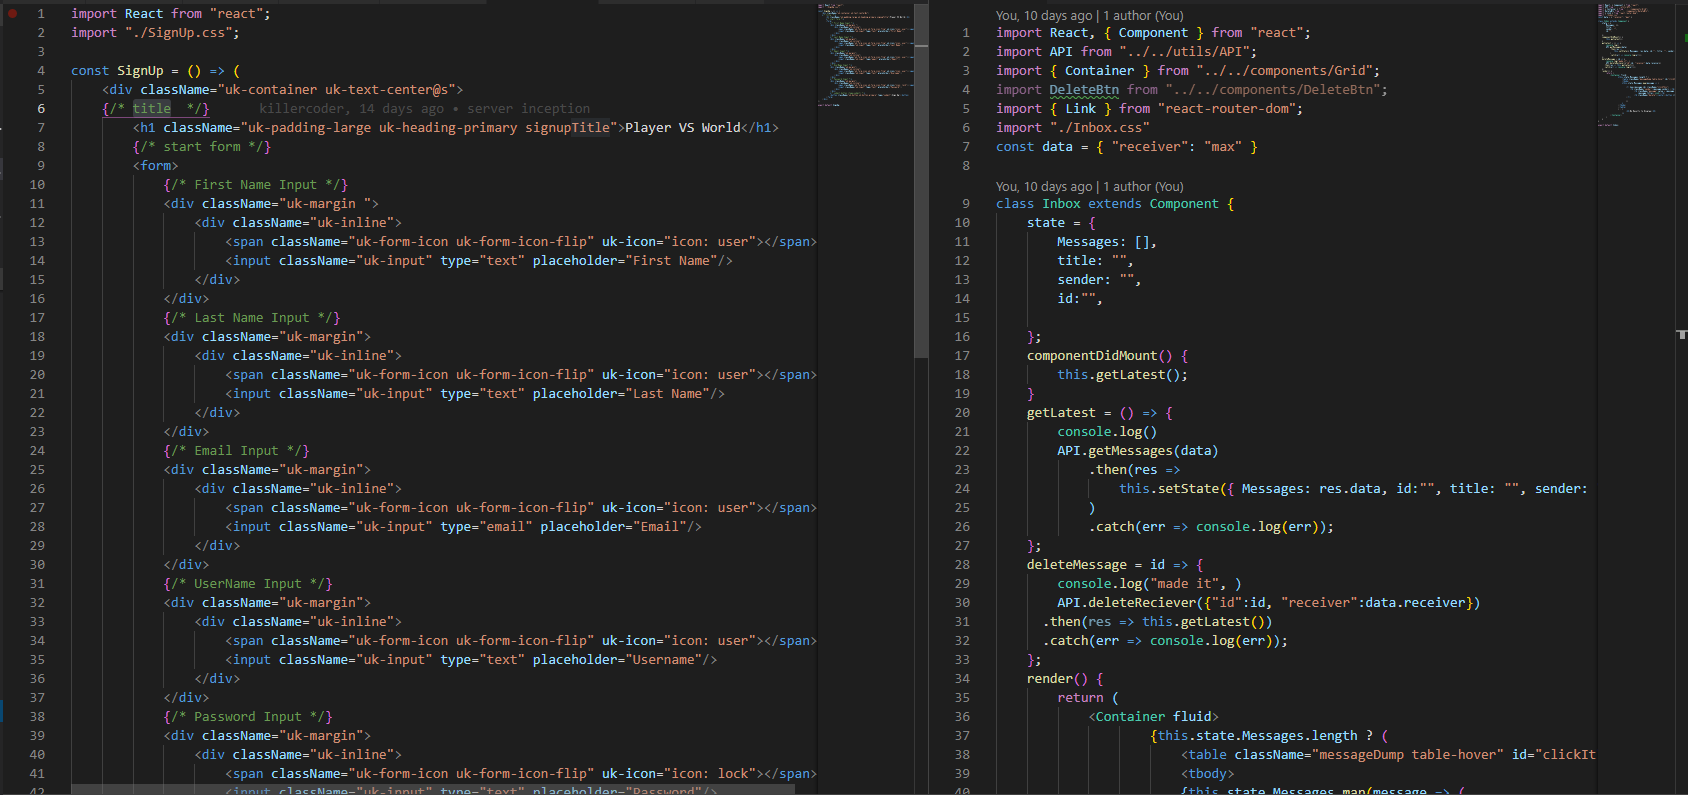 1 import React from "react";
2 import "./SignUp.css";
3
4 const SignUp = () => (
5 <div className="uk-container uk-text-center@s">
6 {/* title  */} killercoder, 14 days ago • server inception
7 <h1 className="uk-padding-large uk-heading-primary signupTitle">Player VS World</h1>
8 {/* start form */}
9 <form>
10 {/* First Name Input */}
11 <div className="uk-margin ">
12 <div className="uk-inline">
13 <span className="uk-form-icon uk-form-icon-flip" uk-icon="icon: user"></span>
14 <input className="uk-input" type="text" placeholder="First Name"/>
15 </div>
16 </div>
17 {/* Last Name Input */}
18 <div className="uk-margin">
19 <div className="uk-inline">
20 <span className="uk-form-icon uk-form-icon-flip" uk-icon="icon: user"></span>
21 <input className="uk-input" type="text" placeholder="Last Name"/>
22 </div>
23 </div>
24 {/* Email Input */}
25 <div className="uk-margin">
26 <div className="uk-inline">
27 <span className="uk-form-icon uk-form-icon-flip" uk-icon="icon: user"></span>
28 <input className="uk-input" type="email" placeholder="Email"/>
29 </div>
30 </div>
31 {/* UserName Input */}
32 <div className="uk-margin">
33 <div className="uk-inline">
34 <span className="uk-form-icon uk-form-icon-flip" uk-icon="icon: user"></span>
35 <input className="uk-input" type="text" placeholder="Username"/>
36 </div>
37 </div>
38 {/* Password Input */}
39 <div className="uk-margin">
40 <div className="uk-inline">
41 <span className="uk-form-icon uk-form-icon-flip" uk-icon="icon: lock"></span>
42 <input className="uk-input" type="text" placeholder="Password"/>
You, 10 days ago | 1 author (You)
1 import React, { Component } from "react";
2 import API from "../../utils/API";
3 import { Container } from "../../components/Grid";
4 import DeleteBtn from "../../components/DeleteBtn";
5 import { Link } from "react-router-dom";
6 import "./Inbox.css"
7 const data = { "receiver": "max" }
8
You, 10 days ago | 1 author (You)
9 class Inbox extends Component {
10 state = {
11 Messages: [],
12 title: "",
13 sender: "",
14 id:"",
15
16 };
17 componentDidMount() {
18 this.getLatest();
19 }
20 getLatest = () => {
21 console.log()
22 API.getMessages(data)
23 .then(res =>
24 this.setState({ Messages: res.data, id:"", title: "", sender:
25 )
26 .catch(err => console.log(err));
27 };
28 deleteMessage = id => {
29 console.log("made it", )
30 API.deleteReciever({"id":id, "receiver":data.receiver})
31 .then(res => this.getLatest())
32 .catch(err => console.log(err));
33 };
34 render() {
35 return (
36 <Container fluid>
37 {this.state.Messages.length ? (
38 <table className="messageDump table-hover" id="clickIt
39 <tbody>
40 {this.state.Messages.map(message => (